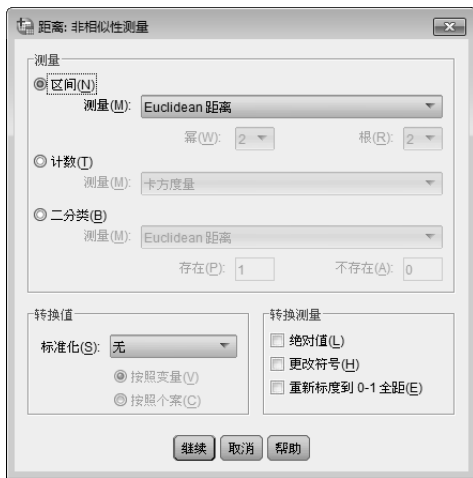 距离: 非相似性测量
测量
区间(N)
测量(M): Euclidean 距离
幂(W): 2 根(R): 2
计数(T)
测量(M): 卡方度量
二分类(B)
测量(M): Euclidean 距离
存在(P): 1 不存在(A): 0
转换值
标准化(S): 无
按照变量(V)
按照个案(C)
转换测量
绝对值(L)
更改符号(H)
重新标度到 0-1 全距(E)
继续 取消 帮助